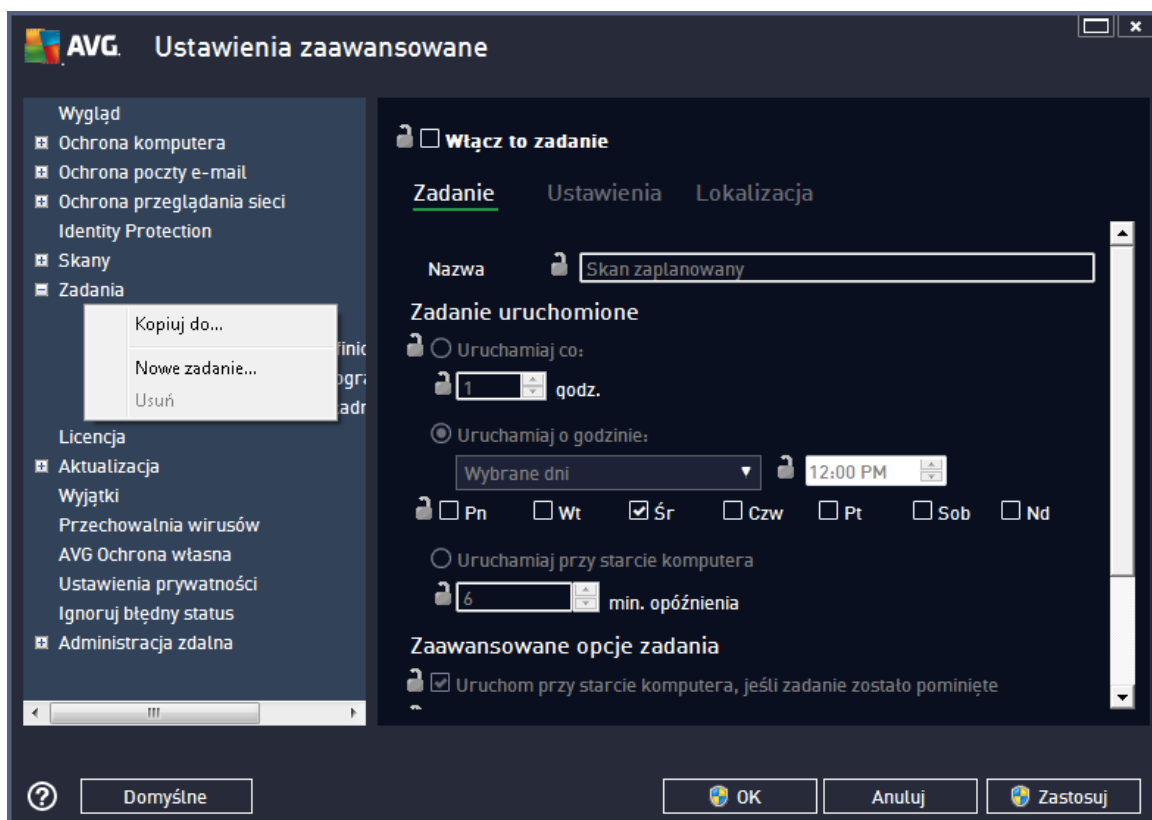 AVG. Ustawienia zaawansowane
Wygląd
Ochrona komputera
Ochrona poczty e-mail
Ochrona przeglądania sieci
Identity Protection
Skany
Zadania
Kopiuj do...
Nowe zadanie...
Usuń
Licencja
Aktualizacja
Wyjątki
Przechowalnia wirusów
AVG Ochrona własna
Ustawienia prywatności
Ignoruj błędny status
Administracja zdalna
Włącz to zadanie
Zadanie Ustawienia Lokalizacja
Nazwa Skan zaplanowany
Zadanie uruchomione
Uruchamiaj co:
1 godz.
Uruchamiaj o godzinie:
Wybrane dni 12:00 PM
Pn Wt Śr Czw Pt Sob Nd
Uruchamiaj przy starcie komputera
6 min. opóźnienia
Zaawansowane opcje zadania
Uruchom przy starcie komputera, jeśli zadanie zostało pominięte
Domyślne OK Anuluj Zastosuj